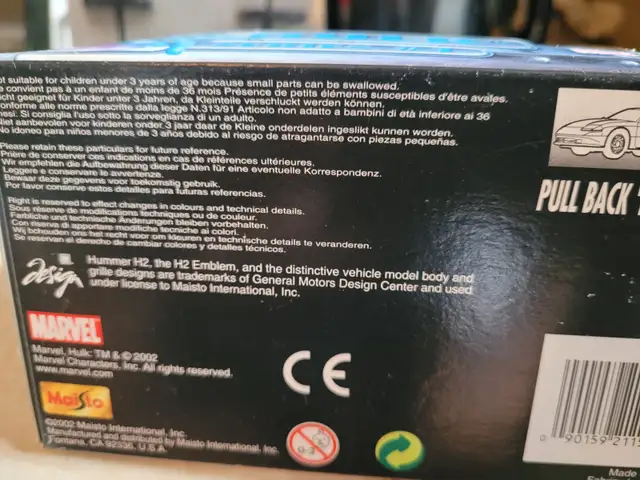 ot suitable for children under 3 years of age because small parts can be swallowed.
e convient pas à un enfant de moins de 36 mois Présence de petits éléments susceptibles d'être avalés.
icht geeignet für Kinder unter 3 Jahren, da Kleinteile verschluckt werden können.
onforme alle norme prescritte dalla legge N.313/91 Articolo non adatto a bambini di età inferiore ai 36
nesi. Si consiglia l'uso sotto la sorveglianza di un adulto.
Niet aanbevolen voor kinderen onder 3 jaar daar de Kleine onderdelen ingeslikt kunnen worden.
No idoneo para niños menores de 3 años debido al riesgo de atragantarse con piezas pequeñas.
Please retain these particulars for future reference.
Prière de conserver ces indications en cas de références ultérieures.
Wir empfehlen die Aufbewahrung dieser Daten für eine eventuelle Korrespondenz.
Leggere e conservare le avvertenze.
Bewaar deze gegevens voor toekomstig gebruik.
Por favor conserve estos detalles para futuras referencias.
Right is reserved to effect changes in colours and technical details.
Sous réserve de modifications techniques ou de couleur.
Farbliche und technische Änderungen bleiben vorbehalten.
Con riserva di apportare modifiche tecniche ai colori.
Wij behouden ons het recht voor om kleuren en technische details te veranderen.
Se reservan el derecho de cambiar colores y detalles técnicos.
PULL BACK
design
Hummer H2, the H2 Emblem, and the distinctive vehicle model body and
grille designs are trademarks of General Motors Design Center and used
under license to Maisto International, Inc.
MARVEL
Marvel, Hulk: TM & © 2002
Marvel Characters, Inc. All rights reserved.
www.marvel.com
CE
Maisto
©2002 Maisto International, Inc.
Manufactured and distributed by Maisto International, Inc.
Fontana, CA 92336, U.S.A.
0-3
0 90159 2115
Made